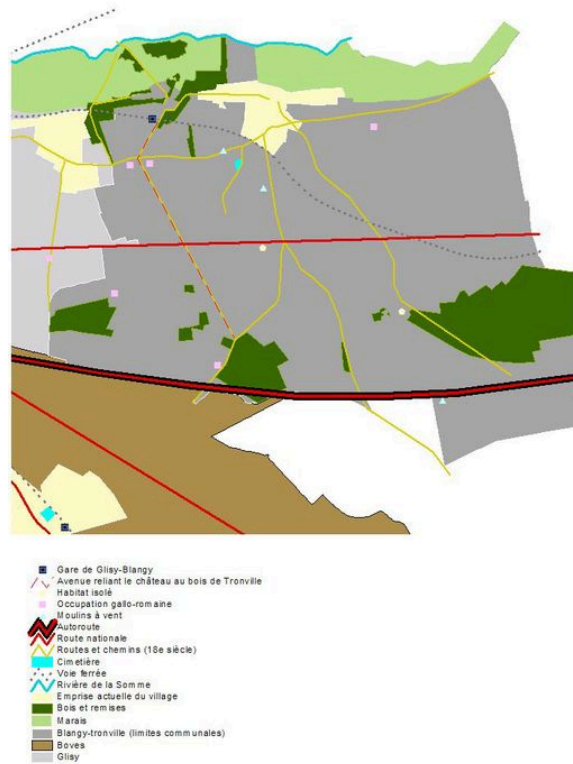 Gare de Glisy-Blangy
Avenue reliant le château au bois de Tronville
Habitat isolé
Occupation gallo-romaine
Moulins à vent
Autoroute
Route nationale
Routes et chemins (18e siècle)
Cimetière
Voie ferrée
Rivière de la Somme
Emprise actuelle du village
Bois et remises
Marais
Blangy-tronville (limites communales)
Boves
Glisy